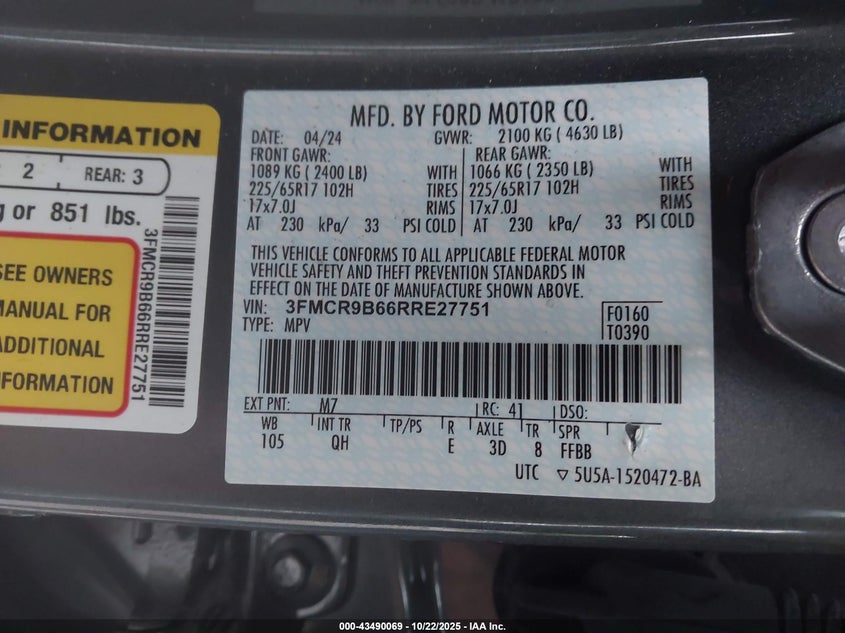 INFORMATION
2
REAR: 3
or 851 lbs.
SEE OWNERS
MANUAL FOR
ADDITIONAL
INFORMATION
3FMCR9B66RRE27751
MFD. BY FORD MOTOR CO.
DATE: 04/24 GVWR: 2100 KG ( 4630 LB)
FRONT GAWR: REAR GAWR:
1089 KG ( 2400 LB) WITH 1066 KG ( 2350 LB) WITH
225/65R17 102H TIRES 225/65R17 102H TIRES
17x7.0J RIMS 17x7.0J RIMS
AT 230 kPa/ 33 PSI COLD AT 230 kPa/ 33 PSI COLD
THIS VEHICLE CONFORMS TO ALL APPLICABLE FEDERAL MOTOR
VEHICLE SAFETY AND THEFT PREVENTION STANDARDS IN
EFFECT ON THE DATE OF MANUFACTURE SHOWN ABOVE.
VIN: 3FMCR9B66RRE27751 F0160
TYPE: MPV T0390
EXT PNT: M7 RC: 41 DSO:
WB INT TR TP/PS R AXLE TR SPR
105 QH E 3D 8 FFBB
UTC ▽ 5U5A-1520472-BA
000-43490069 - 10/22/2025 - IAA Inc.